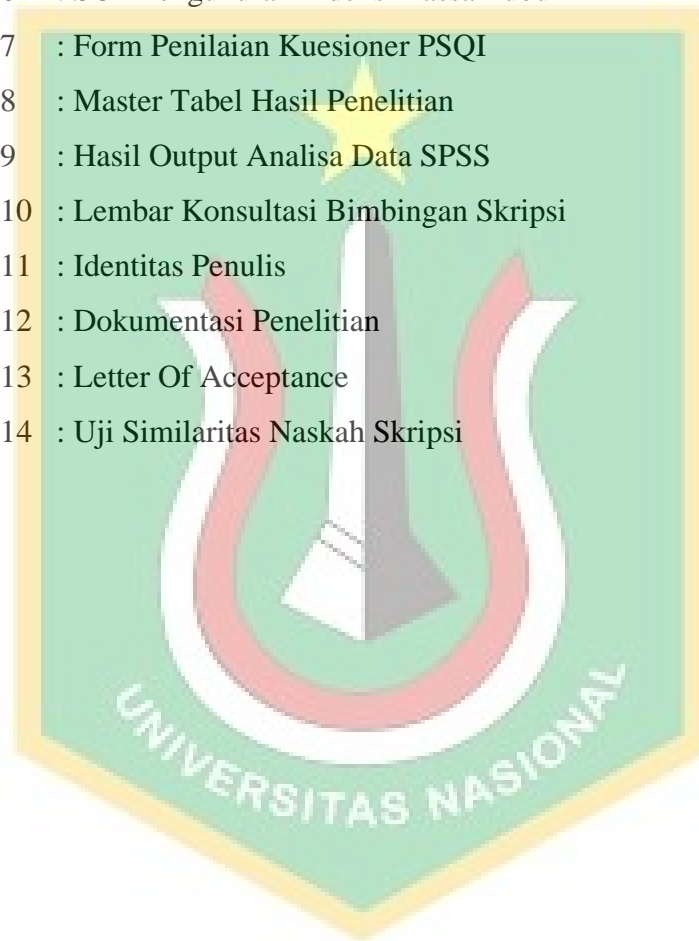 7 : Form Penilaian Kuesioner PSQI
8 : Master Tabel Hasil Penelitian
9 : Hasil Output Analisa Data SPSS
10 : Lembar Konsultasi Bimbingan Skripsi
11 : Identitas Penulis
12 : Dokumentasi Penelitian
13 : Letter Of Acceptance
14 : Uji Similaritas Naskah Skripsi
UNIVERSITAS NASIONAL